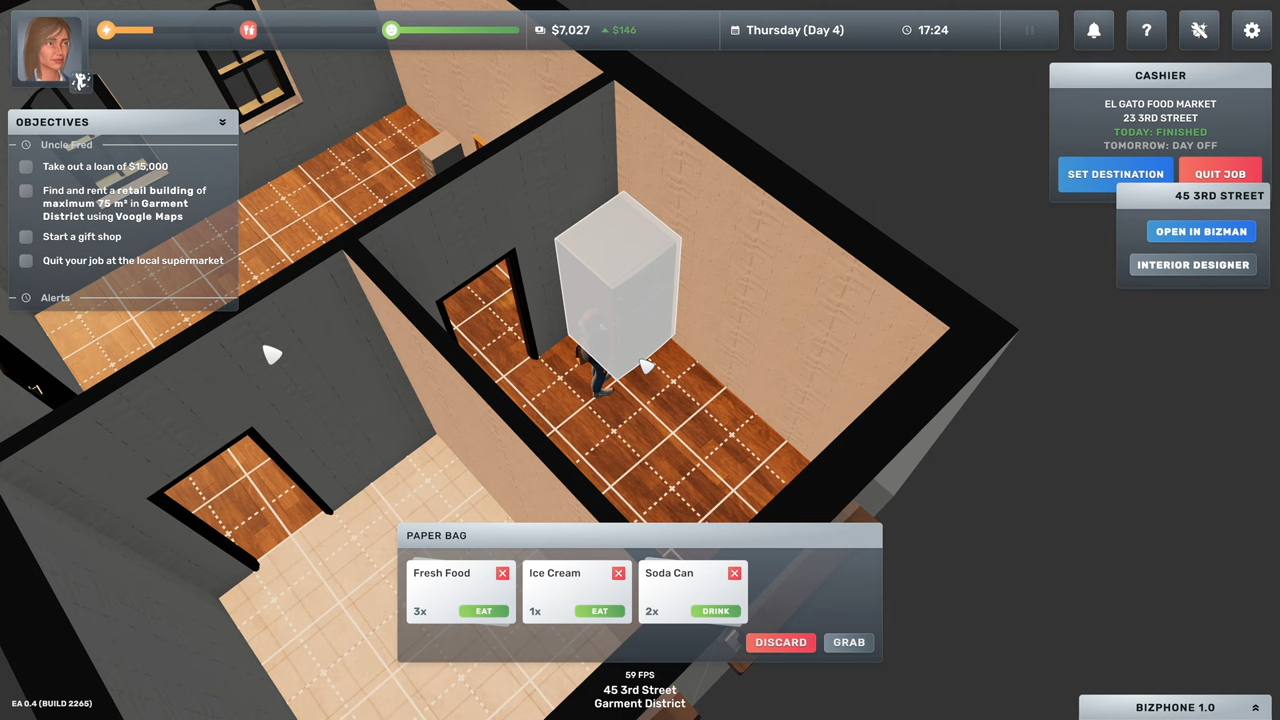 $7,027
$146
Thursday (Day 4)
17:24
?
OBJECTIVES
Uncle Fred
Take out a loan of $15,000
Find and rent a retail building of
maximum 75 m² in Garment
District using Voogle Maps
Start a gift shop
Quit your job at the local supermarket
Alerts
CASHIER
EL GATO FOOD MARKET
23 3RD STREET
TODAY: FINISHED
TOMORROW: DAY OFF
SET DESTINATION
QUIT JOB
45 3RD STREET
OPEN IN BIZMAN
INTERIOR DESIGNER
PAPER BAG
Fresh Food
3x
EAT
Ice Cream
1x
EAT
Soda Can
2x
DRINK
DISCARD
GRAB
59 FPS
45 3rd Street
Garment District
EA 0.4 (BUILD 2265)
BIZPHONE 1.0